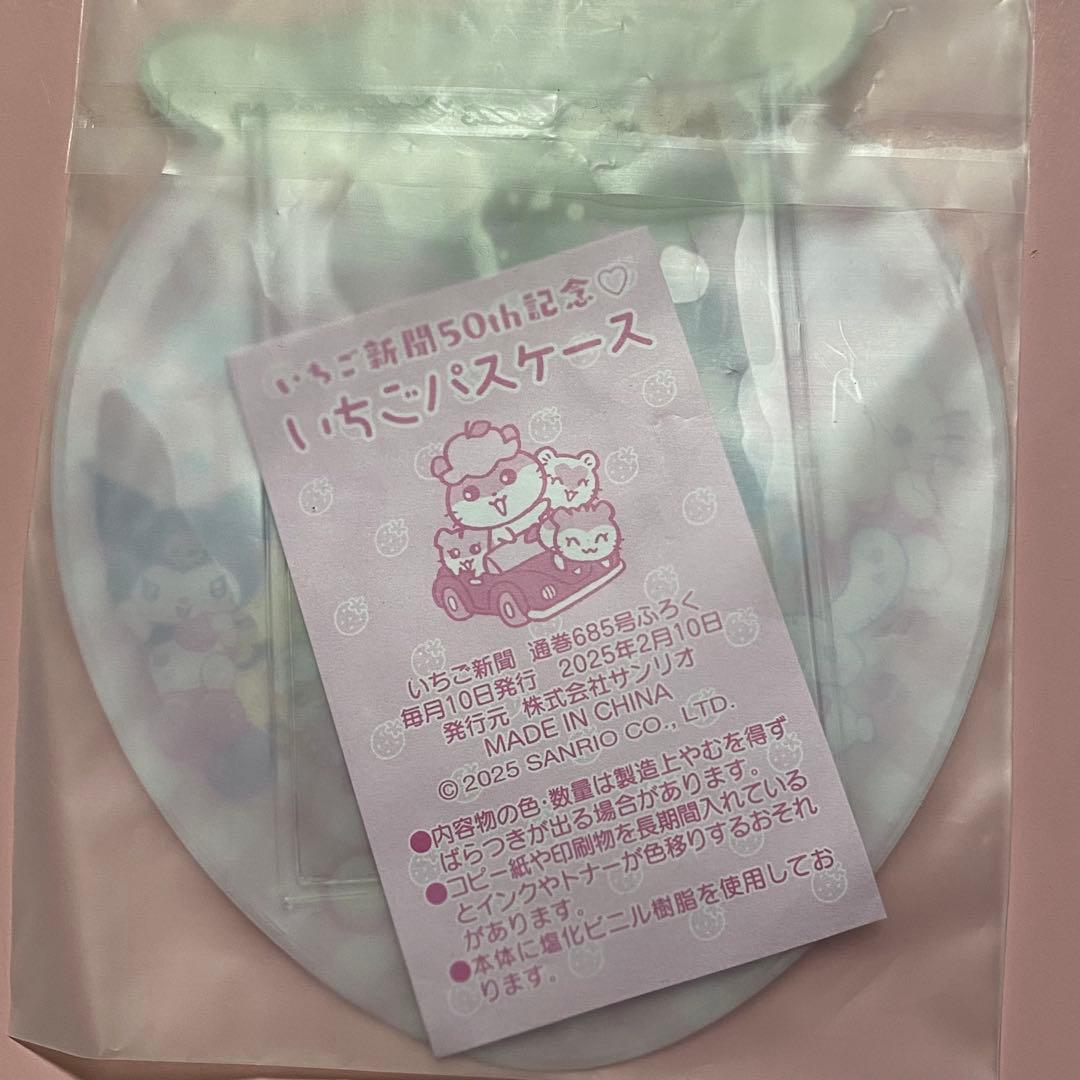 いちご新聞50th記念♡
いちごパスケース
いちご新聞 通巻685号ふろく
毎月10日発行 2025年2月10日
発行元 株式会社サンリオ
MADE IN CHINA
© 2025 SANRIO CO., LTD.
●内容物の色・数量は製造上やむを得ず
ばらつきが出る場合があります。
●コピー紙や印刷物を長期間入れている
とインクやトナーが色移りするおそれ
があります。
●本体に塩化ビニル樹脂を使用してお
ります。